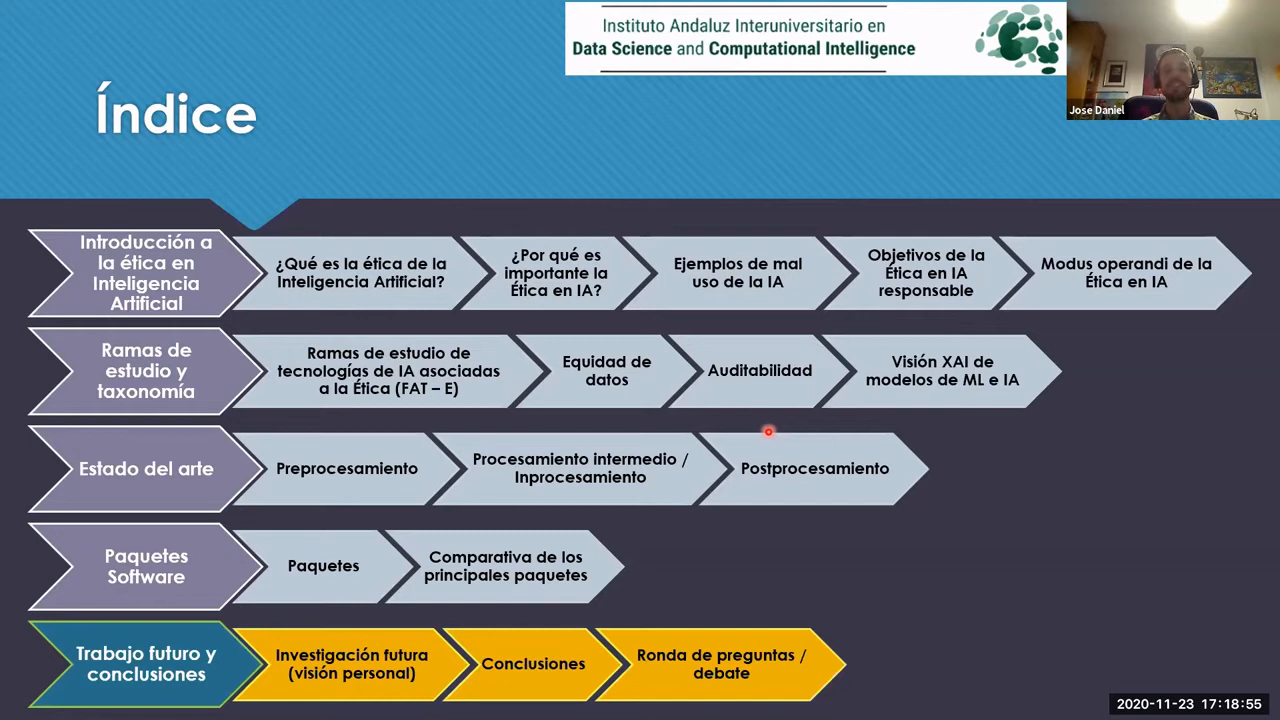 Instituto Andaluz Interuniversitario en
Data Science and Computational Intelligence
Jose Daniel
Índice
Introducción a
la ética en
Inteligencia
Artificial
¿Qué es la ética de la
Inteligencia Artificial?
¿Por qué es
importante la
Ética en IA?
Ejemplos de mal
uso de la IA
Objetivos de la
Ética en IA
responsable
Modus operandi de la
Ética en IA
Ramas de
estudio y
taxonomía
Ramas de estudio de
tecnologías de IA asociadas
a la Ética (FAT – E)
Equidad de
datos
Auditabilidad
Visión XAI de
modelos de ML e IA
Estado del arte
Preprocesamiento
Procesamiento intermedio /
Inprocesamiento
Postprocesamiento
Paquetes
Software
Paquetes
Comparativa de los
principales paquetes
Trabajo futuro y
conclusiones
Investigación futura
(visión personal)
Conclusiones
Ronda de preguntas /
debate
2020-11-23 17:18:55